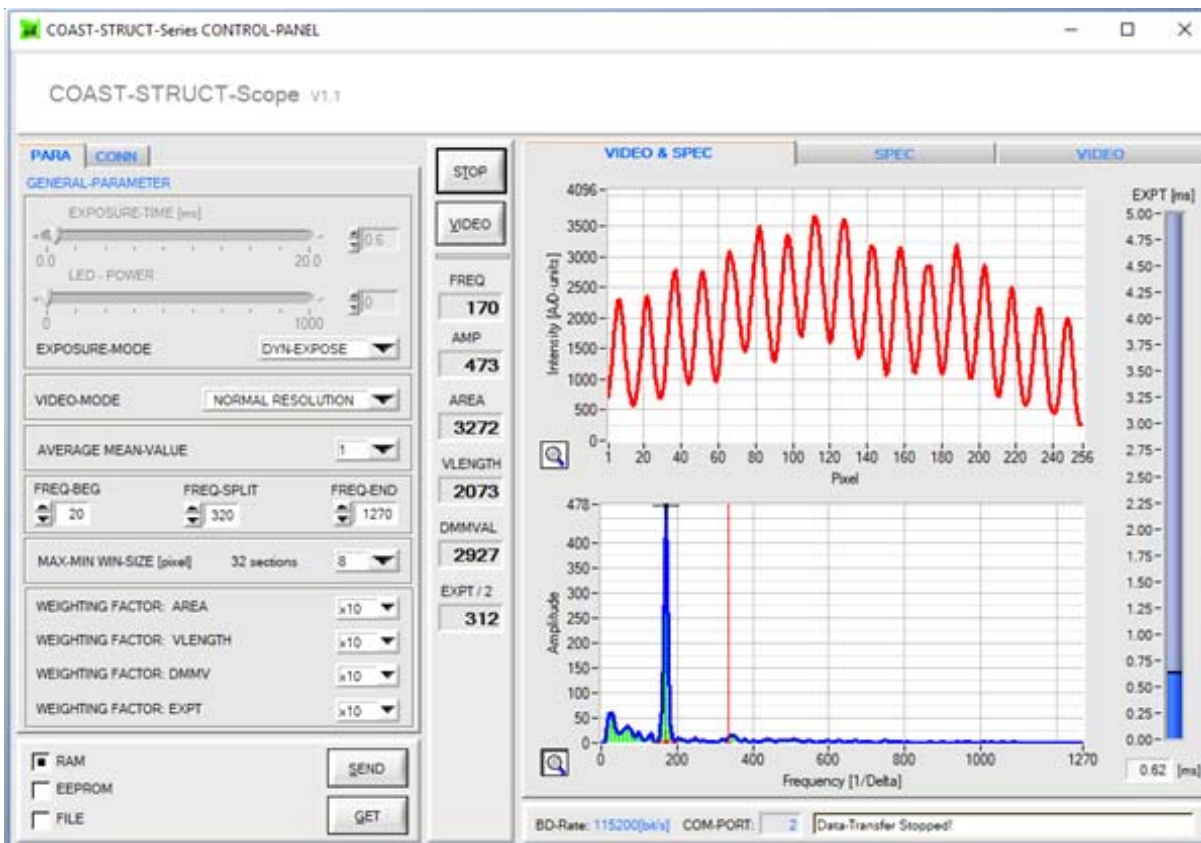 COAST-STRUCT-Series CONTROL-PANEL
COAST-STRUCT-Scope V1.1
PARA CONN
GENERAL-PARAMETER
EXPOSURE-TIME [ms]
0.6
0.0 20.0
LED - POWER
0
0 1000
EXPOSURE-MODE DYN-EXPOSE
VIDEO-MODE NORMAL RESOLUTION
AVERAGE MEAN-VALUE 1
FREQ-BEG FREQ-SPLIT FREQ-END
20 320 1270
MAX-MIN WIN-SIZE [pixel] 32 sections 8
WEIGHTING FACTOR: AREA x10
WEIGHTING FACTOR: VLENGTH x10
WEIGHTING FACTOR: DMMV x10
WEIGHTING FACTOR: EXPT x10
RAM
EEPROM
FILE
SEND
GET
STOP
VIDEO
FREQ
170
AMP
473
AREA
3272
VLENGTH
2073
DMMVAL
2927
EXPT / 2
312
VIDEO & SPEC SPEC VIDEO
4096
3500
3000
2500
2000
1500
1000
500
0
Intensity [A/D-units]
1 20 40 60 80 100 120 140 160 180 200 220 240 256
Pixel
478
400
350
300
250
200
150
100
50
0
Amplitude
0 200 400 600 800 1000 1270
Frequency [1/Delta]
EXPT [ms]
5.00
4.75
4.50
4.25
4.00
3.75
3.50
3.25
3.00
2.75
2.50
2.25
2.00
1.75
1.50
1.25
1.00
0.75
0.50
0.25
0.00
0.62 [ms]
BD-Rate: 115200[bit/s] COM-PORT: 2 Data-Transfer Stopped!